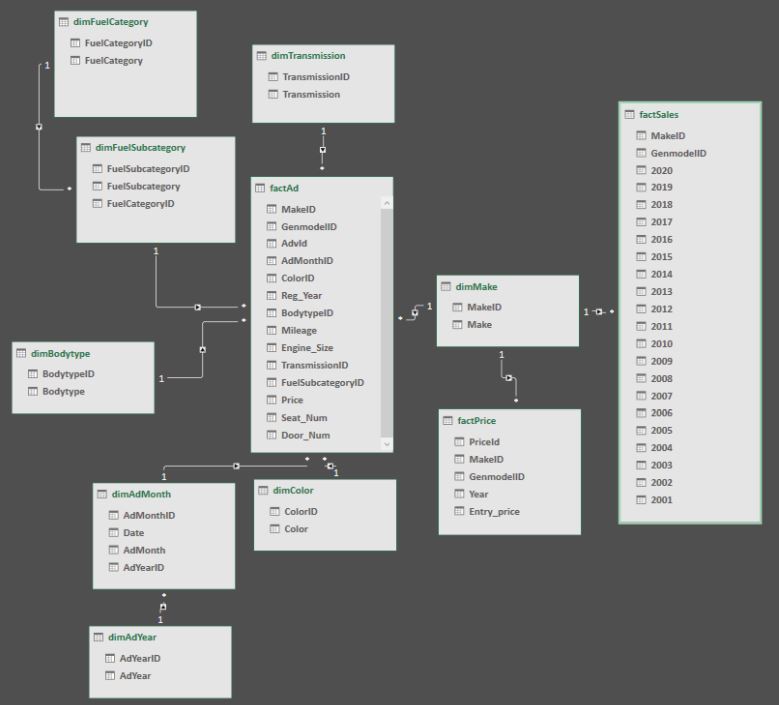 dimFuelCategory
FuelCategoryID
FuelCategory
1
dimTransmission
TransmissionID
Transmission
1
dimFuelSubcategory
FuelSubcategoryID
FuelSubcategory
FuelCategoryID
1
factAd
MakeID
GenmodelID
AdvId
AdMonthID
ColorID
Reg_Year
BodytypeID
Mileage
Engine_Size
TransmissionID
FuelSubcategoryID
Price
Seat_Num
Door_Num
dimBodytype
BodytypeID
Bodytype
1
dimMake
MakeID
Make
1
1
1
factPrice
PriceId
MakeID
GenmodelID
Year
Entry_price
factSales
MakeID
GenmodelID
2020
2019
2018
2017
2016
2015
2014
2013
2012
2011
2010
2009
2008
2007
2006
2005
2004
2003
2002
2001
1
dimAdMonth
AdMonthID
Date
AdMonth
AdYearID
1
dimColor
ColorID
Color
1
dimAdYear
AdYearID
AdYear